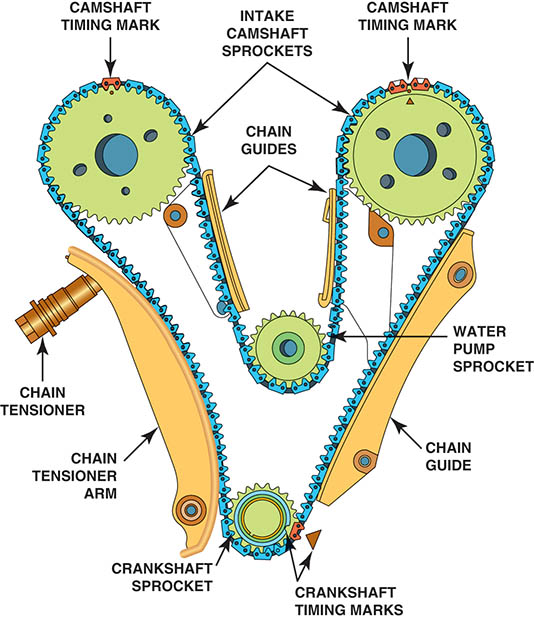 CAMSHAFT
TIMING MARK
INTAKE
CAMSHAFT
SPROCKETS
CAMSHAFT
TIMING MARK
CHAIN
GUIDES
WATER
PUMP
SPROCKET
CHAIN
TENSIONER
CHAIN
TENSIONER
ARM
CHAIN
GUIDE
CRANKSHAFT
SPROCKET
CRANKSHAFT
TIMING MARKS